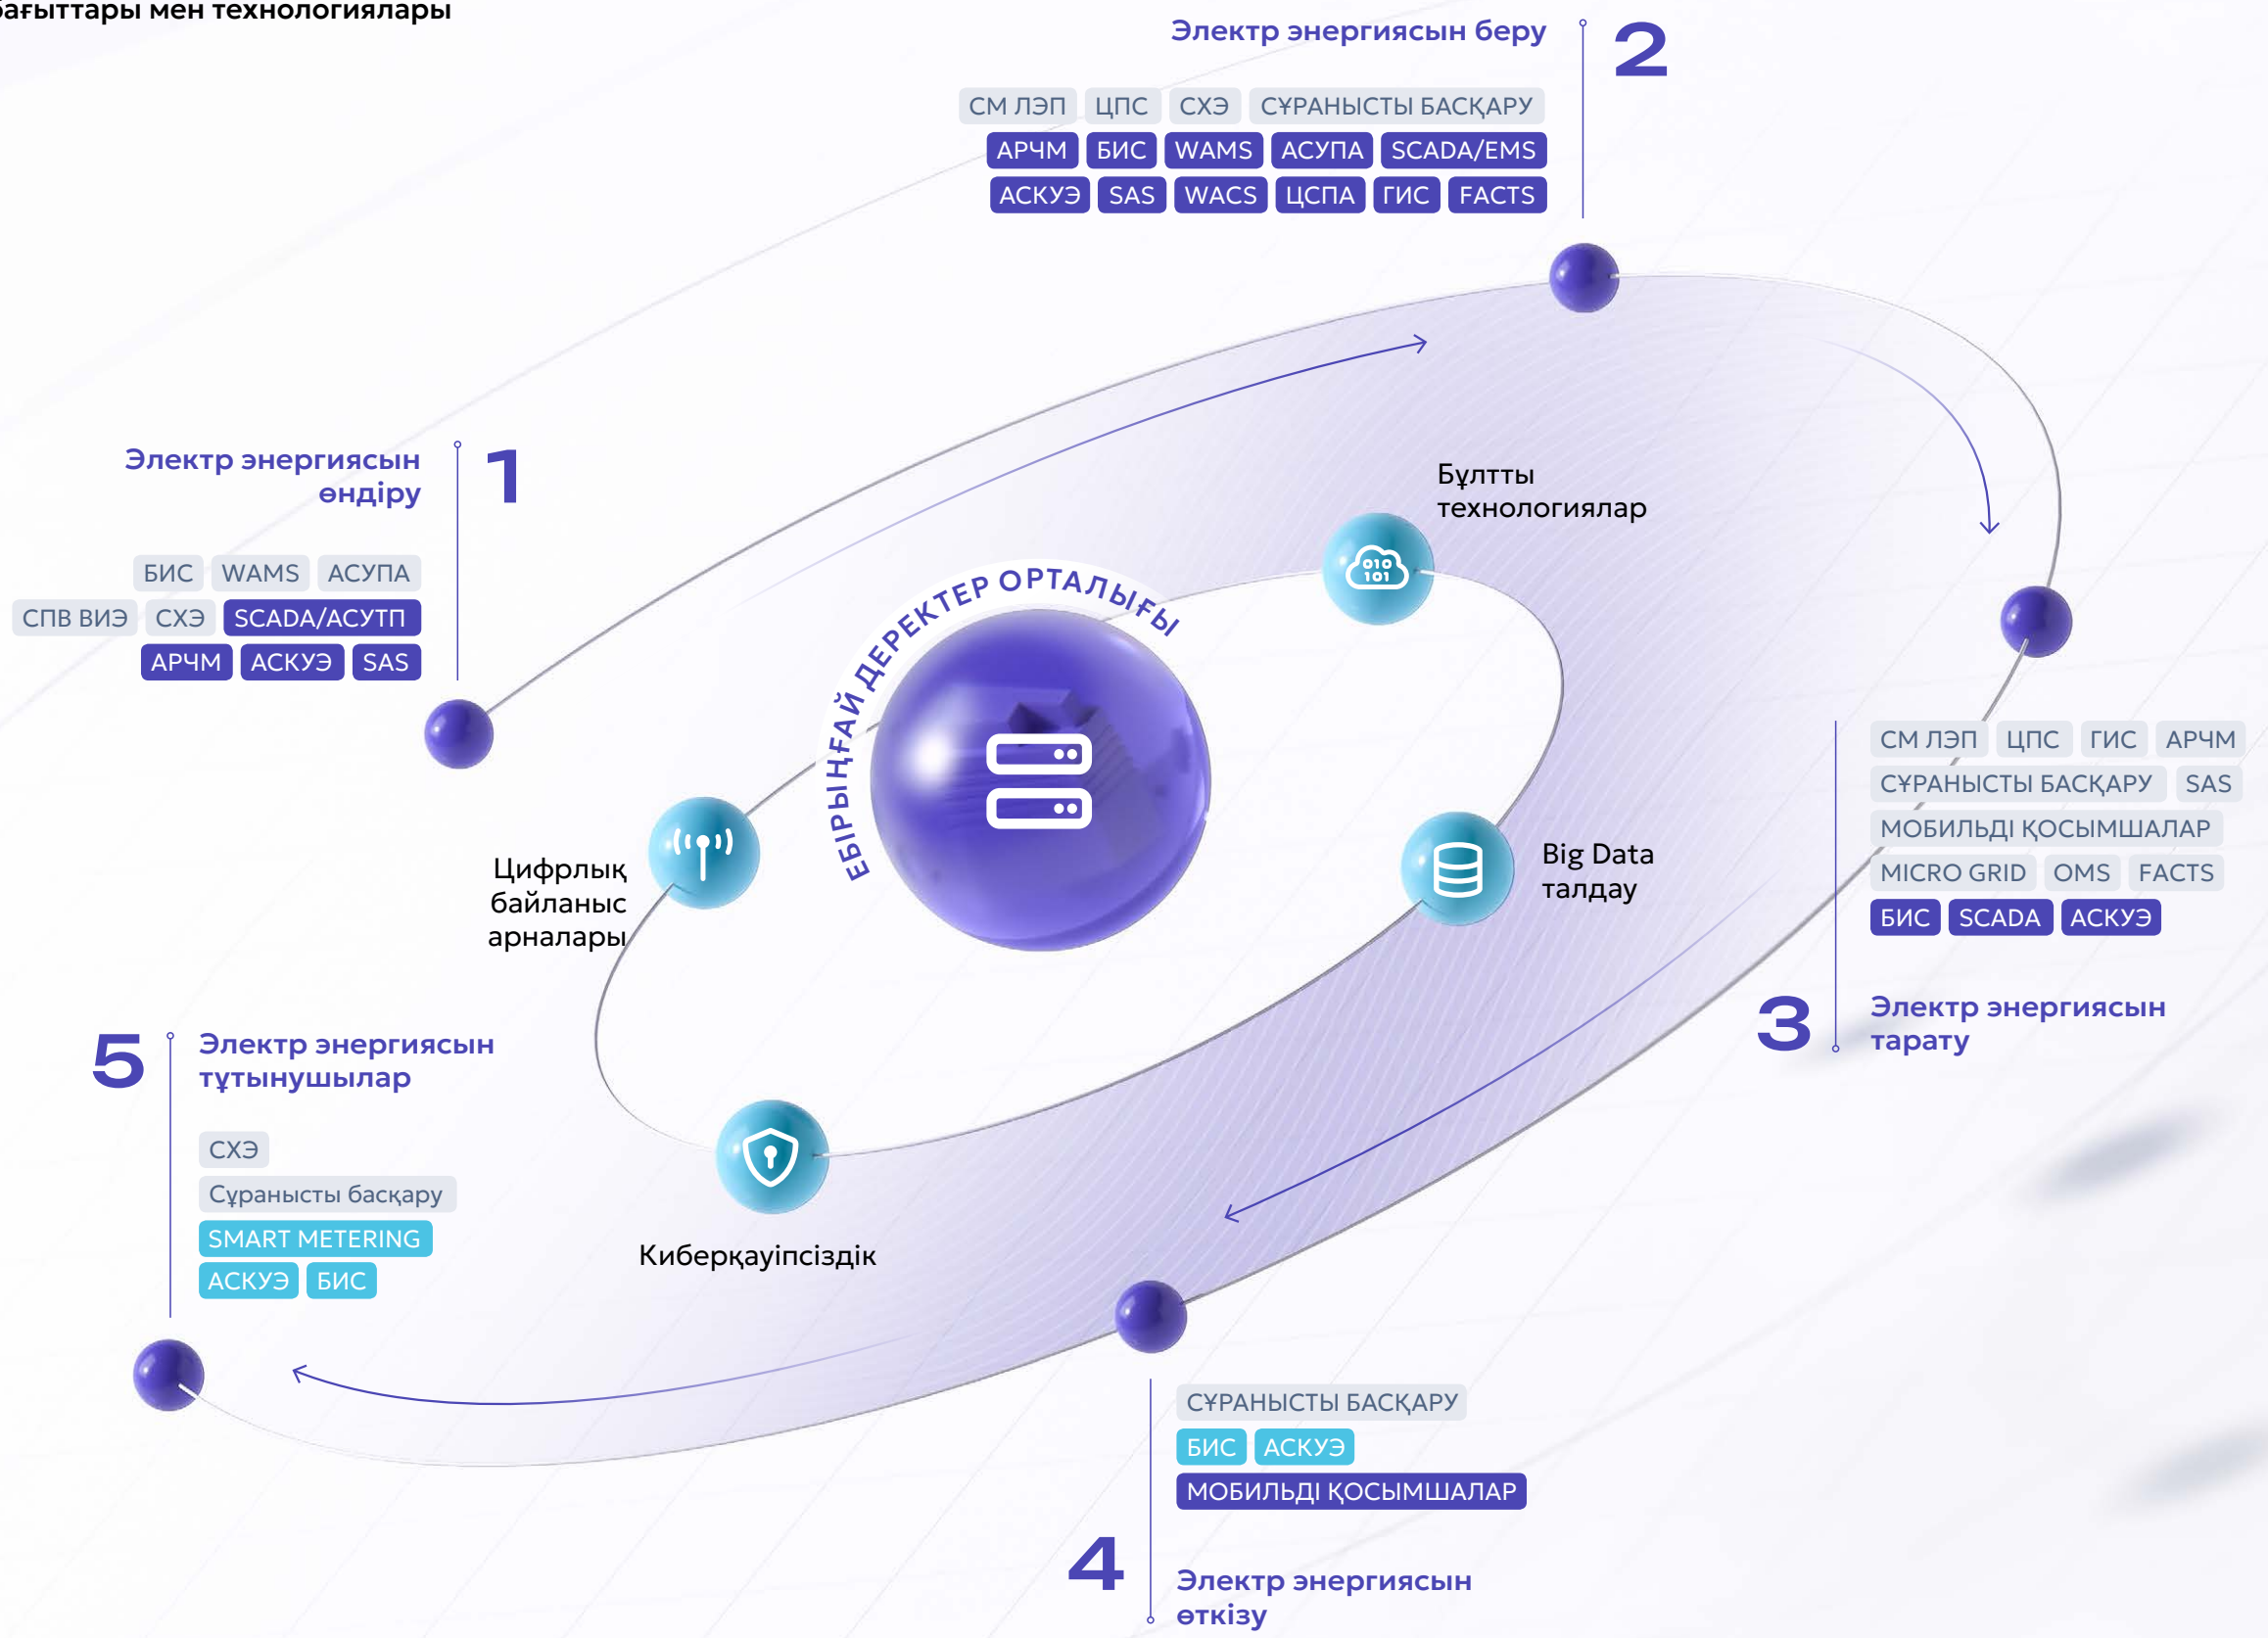 бағыттары мен технологиялары
Электр энергиясын беру
2
СМ ЛЭП ЦПС СХЭ СҰРАНЫСТЫ БАСҚАРУ
АРЧМ БИС WAMS АСУПА SCADA/EMS
АСКУЭ SAS WACS ЦСПА ГИС FACTS
1
Электр энергиясын
өндіру
БИС WAMS АСУПА
СПВ ВИЭ СХЭ SCADA/АСУТП
АРЧМ АСКУЭ SAS
Бұлтты
технологиялар
010
101
ЕБІРЫҢҒАЙ ДЕРЕКТЕР ОРТАЛЫҒЫ
Цифрлық
байланыс
арналары
Big Data
талдау
Киберқауіпсіздік
СМ ЛЭП ЦПС ГИС АРЧМ
СҰРАНЫСТЫ БАСҚАРУ SAS
МОБИЛЬДІ ҚОСЫМШАЛАР
MICRO GRID OMS FACTS
БИС SCADA АСКУЭ
3
Электр энергиясын
тарату
5
Электр энергиясын
тұтынушылар
СХЭ
Сұранысты басқару
SMART METERING
АСКУЭ БИС
СҰРАНЫСТЫ БАСҚАРУ
БИС АСКУЭ
МОБИЛЬДІ ҚОСЫМШАЛАР
4
Электр энергиясын
өткізу